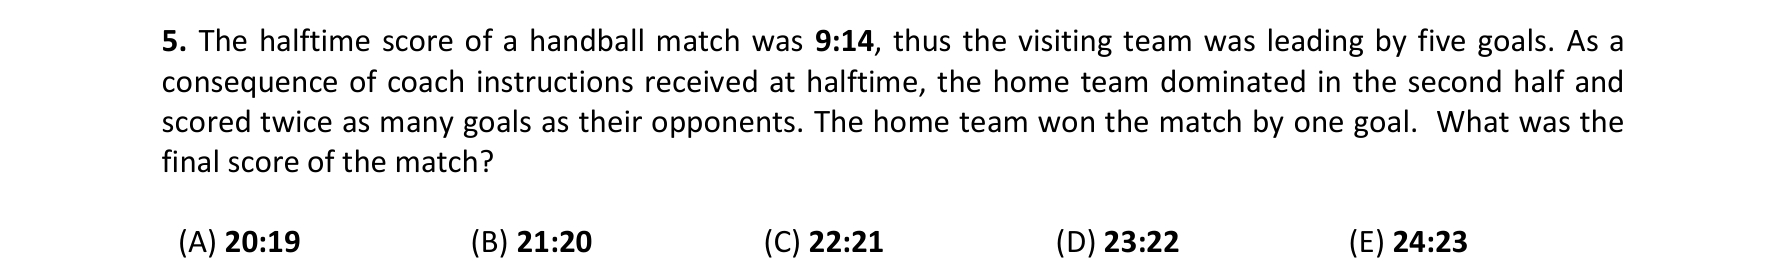 5. The halftime score of a handball match was 9:14, thus the visiting team was leading by five goals. As a
consequence of coach instructions received at halftime, the home team dominated in the second half and
scored twice as many goals as their opponents. The home team won the match by one goal.  What was the
final score of the match?
(A) 20:19 (B) 21:20 (C) 22:21 (D) 23:22 (E) 24:23